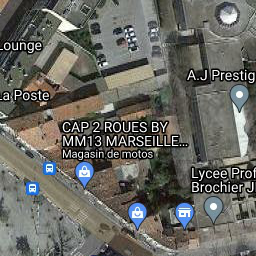 Lounge
A.J Prestig
La Poste
CAP 2 ROUES BY
MM13 MARSEILLE...
Magasin de motos
Lycee Prof
Brochier J